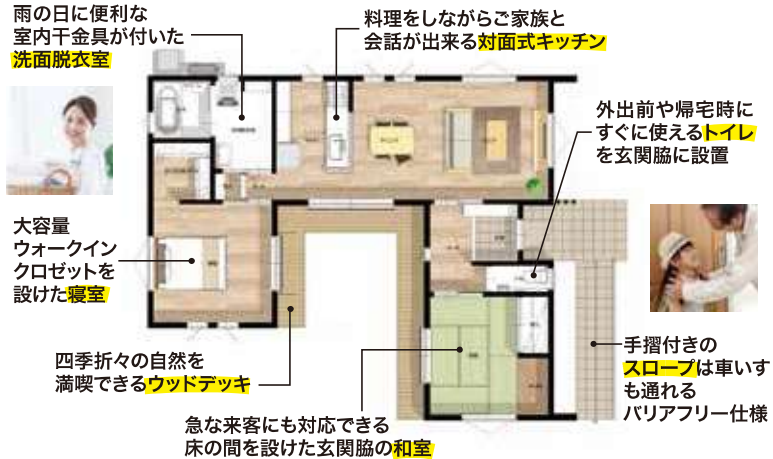 雨の日に便利な
室内干金具が付いた
洗面脱衣室
料理をしながらご家族と
会話が出来る対面式キッチン
外出前や帰宅時に
すぐに使えるトイレ
を玄関脇に設置
大容量
ウォークイン
クロゼットを
設けた寝室
四季折々の自然を
満喫できるウッドデッキ
急な来客にも対応できる
床の間を設けた玄関脇の和室
手摺付きの
スロープは車いす
も通れる
バリアフリー仕様